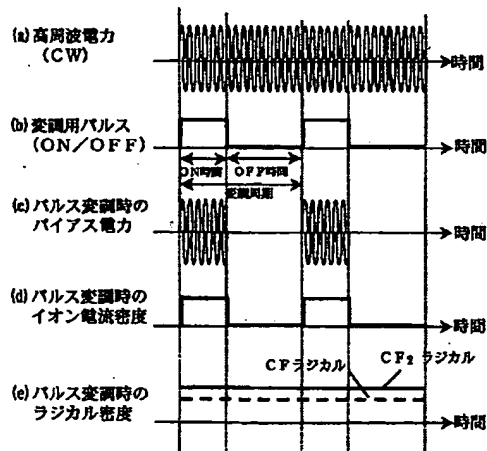 (a) 高周波電力
(CW)
時間
(b) 変調用パルス
(ON/OFF)
時間
ON時間
OFF時間
変調周期
(c) パルス変調時の
バイアス電力
時間
(d) パルス変調時の
イオン電流密度
時間
CFラジカル
CF₂ ラジカル
(e) パルス変調時の
ラジカル密度
時間